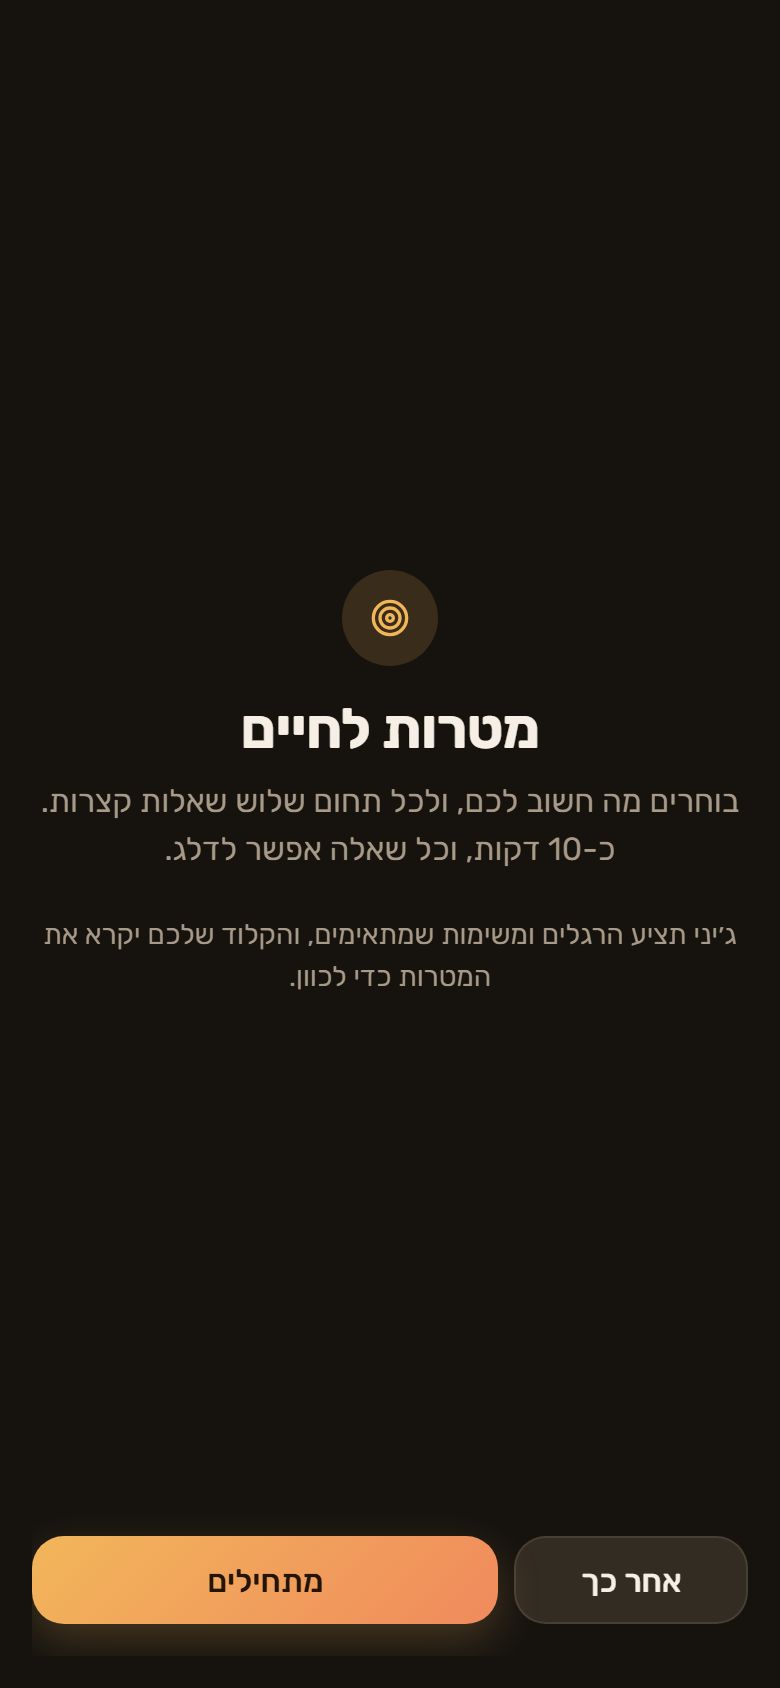 מטרות לחיים
בוחרים מה חשוב לכם, ולכל תחום שלוש שאלות קצרות.
כ-10 דקות, וכל שאלה אפשר לדלג.
ג׳יני תציע הרגלים ומשימות שמתאימים, והקלוד שלכם יקרא את
המטרות כדי לכוון.
אחר כך
מתחילים